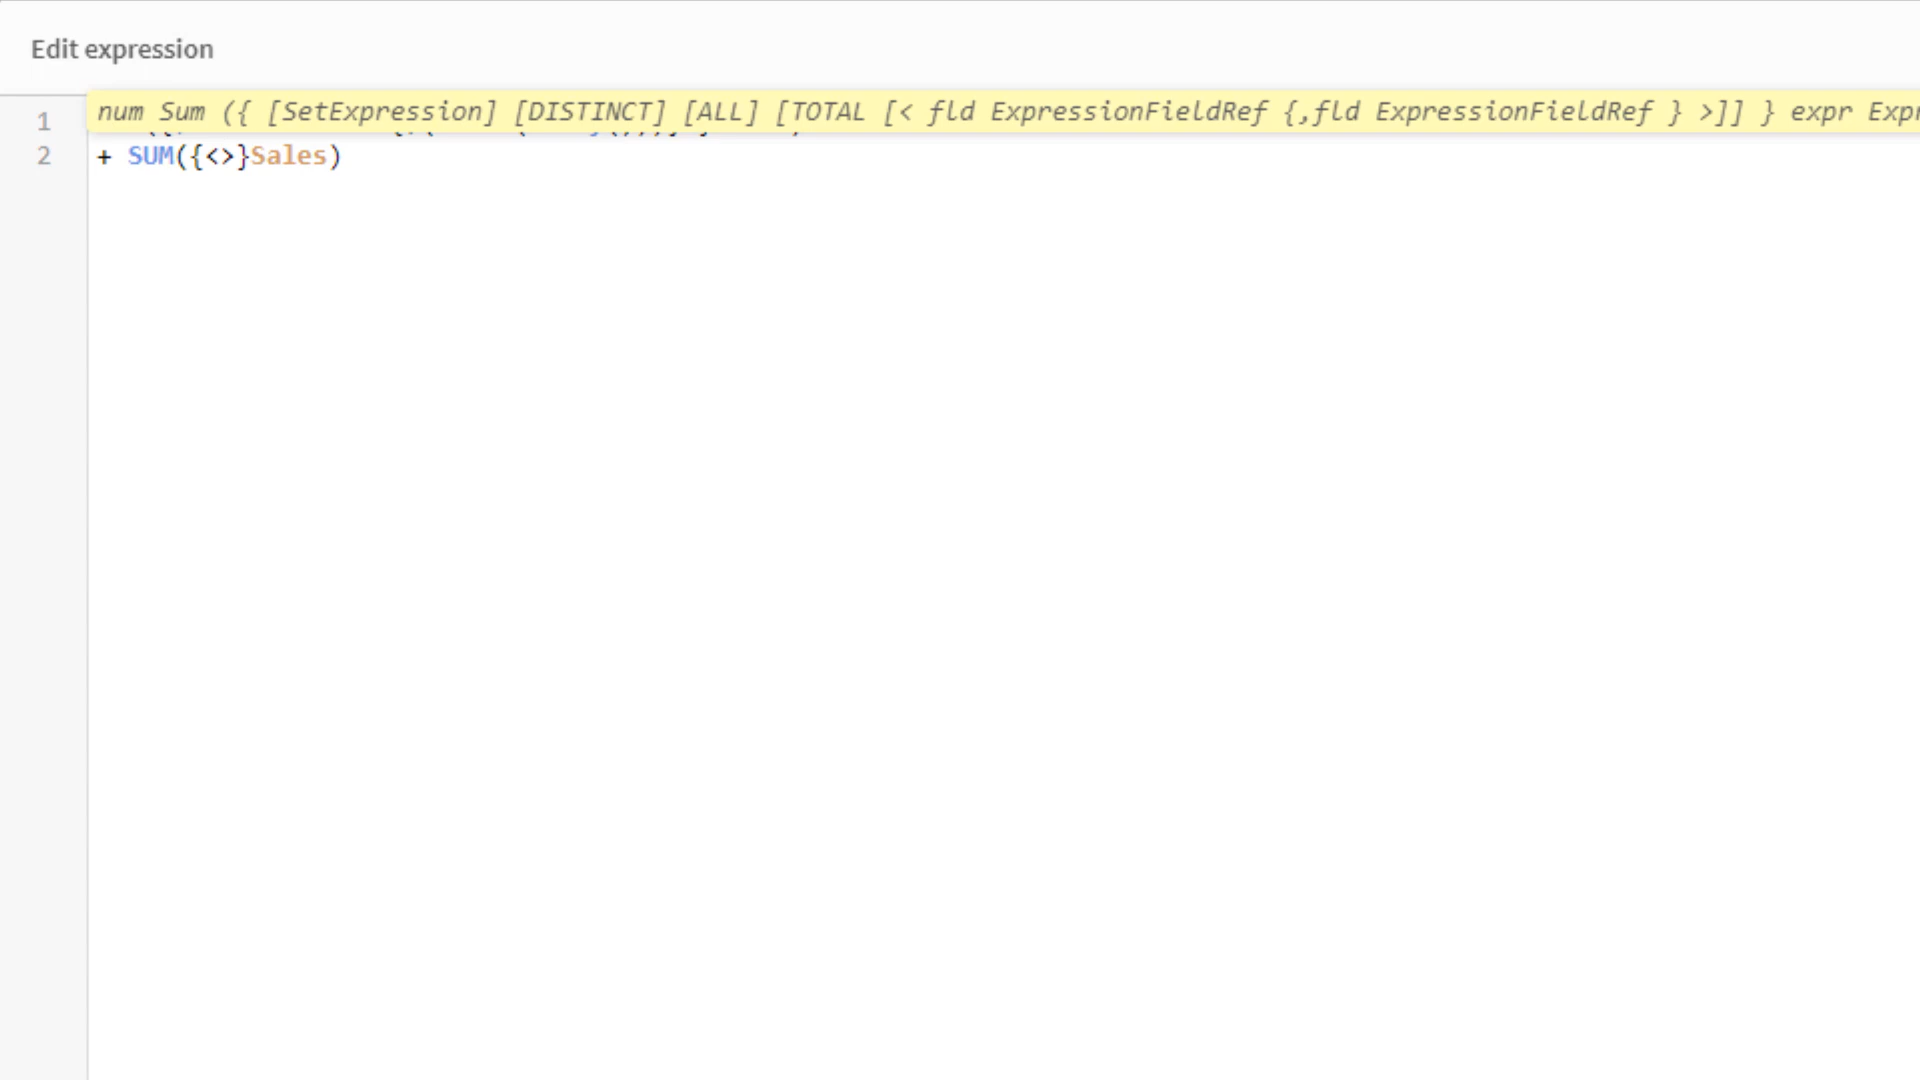 Edit expression
num Sum ({ [SetExpression] [DISTINCT] [ALL] [TOTAL [< fld ExpressionFieldRef {,fld ExpressionFieldRef } >]] } expr Expr
1
2 + SUM({<>}Sales)